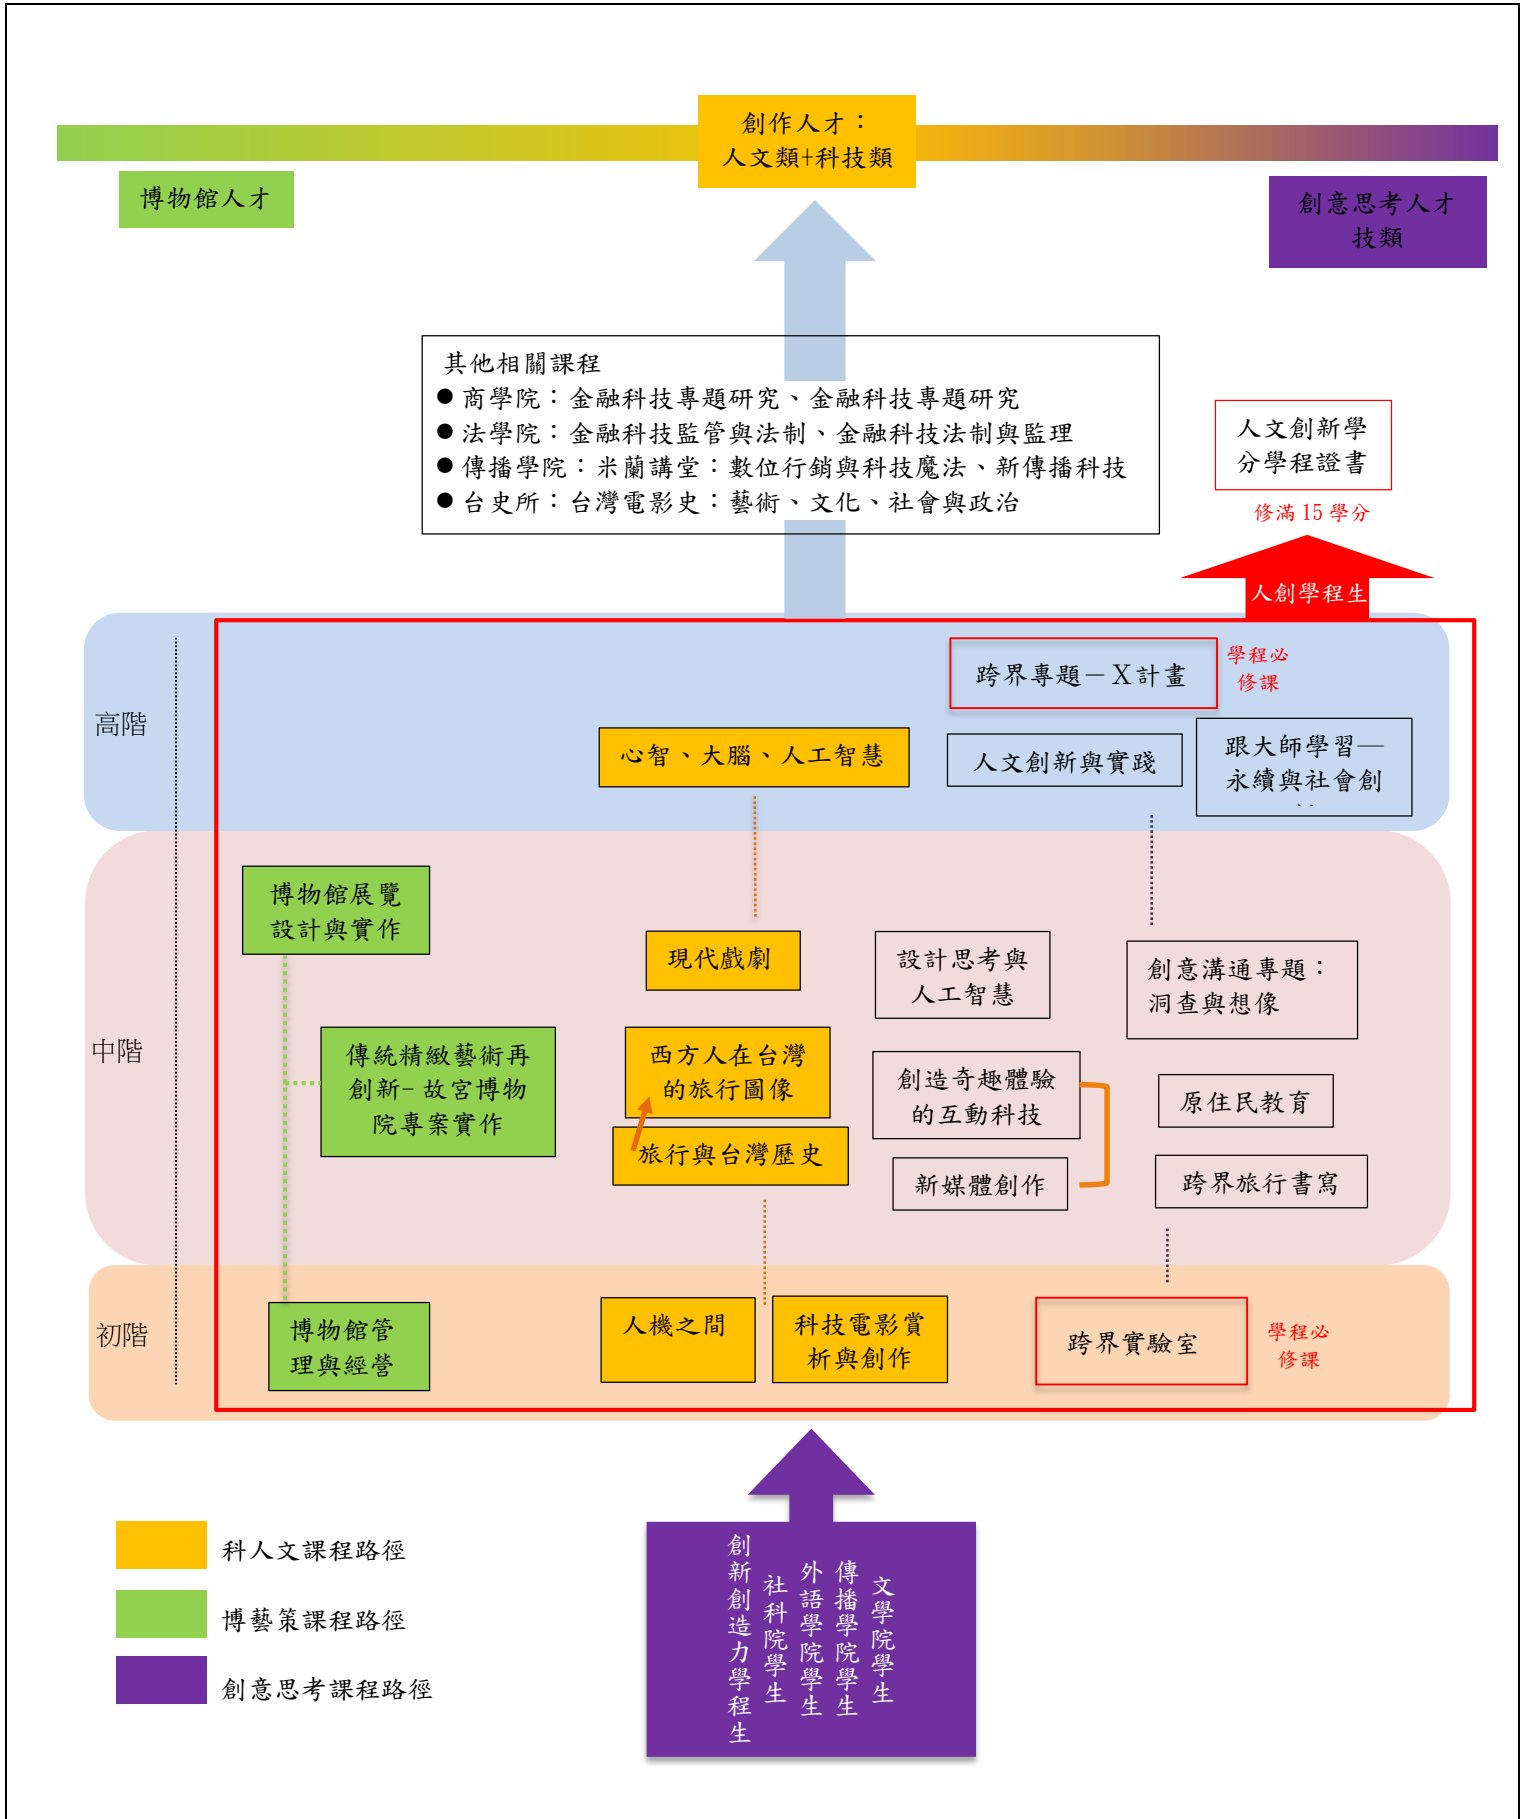 創作人才：
人文類+科技類
博物館人才
創意思考人才
技類
其他相關課程
● 商學院：金融科技專題研究、金融科技專題研究
● 法學院：金融科技監管與法制、金融科技法制與監理
● 傳播學院：米蘭講堂：數位行銷與科技魔法、新傳播科技
● 台史所：台灣電影史：藝術、文化、社會與政治
人文創新學
分學程證書
修滿 15 學分
人創學程生
高階
跨界專題－X計畫
學程必
修課
心智、大腦、人工智慧
人文創新與實踐
跟大師學習—
永續與社會創
中階
博物館展覽
設計與實作
現代戲劇
設計思考與
人工智慧
創意溝通專題：
洞查與想像
傳統精緻藝術再
創新-故宮博物
院專案實作
西方人在台灣
的旅行圖像
創造奇趣體驗
的互動科技
原住民教育
旅行與台灣歷史
新媒體創作
跨界旅行書寫
初階
博物館管
理與經營
人機之間
科技電影賞
析與創作
跨界實驗室
學程必
修課
科人文課程路徑
博藝策課程路徑
創意思考課程路徑
文學院學生
傳播學院學生
外語學院學生
社科院學生
創新創造力學程生